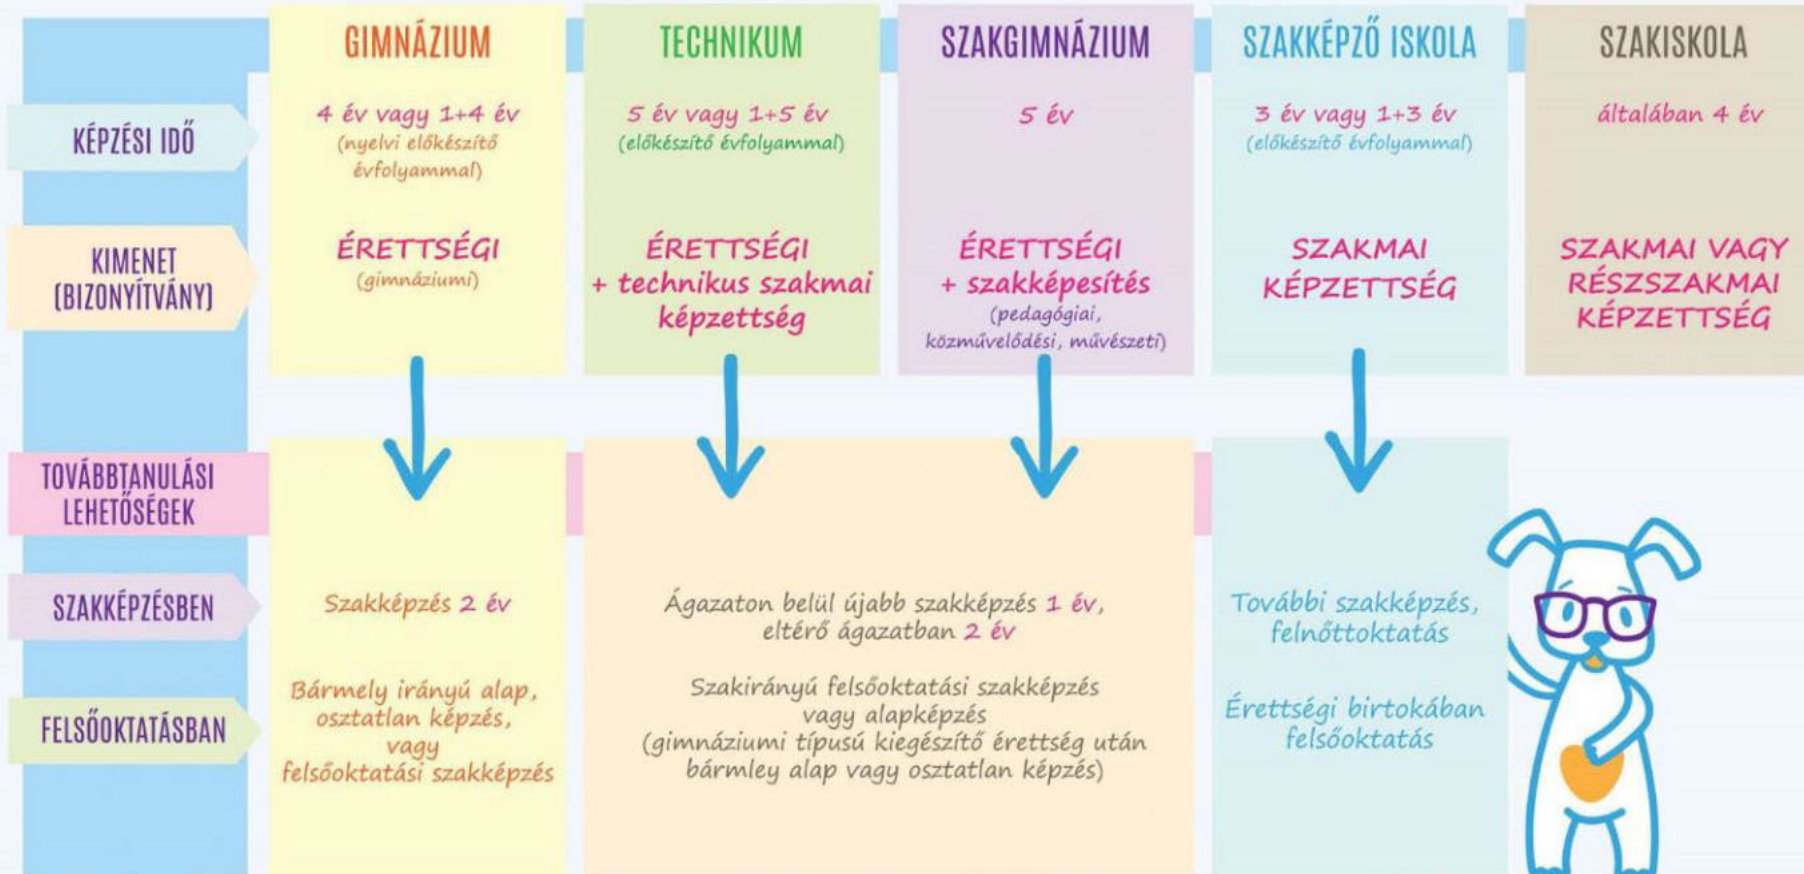 GIMNÁZIUM
TECHNIKUM
SZAKGIMNÁZIUM
SZAKKÉPZŐ ISKOLA
SZAKISKOLA
KÉPZÉSI IDŐ
4 év vagy 1+4 év
(nyelvi előkészítő
évfolyammal)
5 év vagy 1+5 év
(előkészítő évfolyammal)
5 év
3 év vagy 1+3 év
(előkészítő évfolyammal)
általában 4 év
KIMENET
(BIZONYÍTVÁNY)
ÉRETTSÉGI
(gimnáziumi)
ÉRETTSÉGI
+ technikus szakmai
képzettség
ÉRETTSÉGI
+ szakképesítés
(pedagógiai,
közművelődési, művészeti)
SZAKMAI
KÉPZETTSÉG
SZAKMAI VAGY
RÉSZSZAKMAI
KÉPZETTSÉG
TOVÁBBTANULÁSI
LEHETŐSÉGEK
SZAKKÉPZÉSBEN
Szakképzés 2 év
Ágazaton belül újabb szakképzés 1 év,
eltérő ágazatban 2 év
További szakképzés,
felnőttoktatás
FELSŐOKTATÁSBAN
Bármely irányú alap,
osztatlan képzés,
vagy
felsőoktatási szakképzés
Szakirányú felsőoktatási szakképzés
vagy alapképzés
(gimnáziumi típusú kiegészítő érettség után
bármley alap vagy osztatlan képzés)
Érettségi birtokában
felsőoktatás